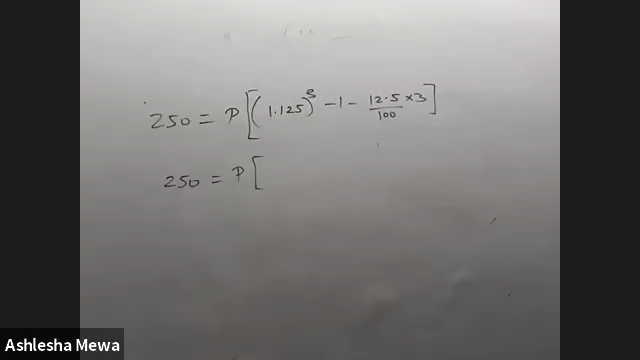 250 = P [ (1.125)^3 - 1 - 12.5 × 3 / 100 ]
250 = P [
Ashlesha Mewa